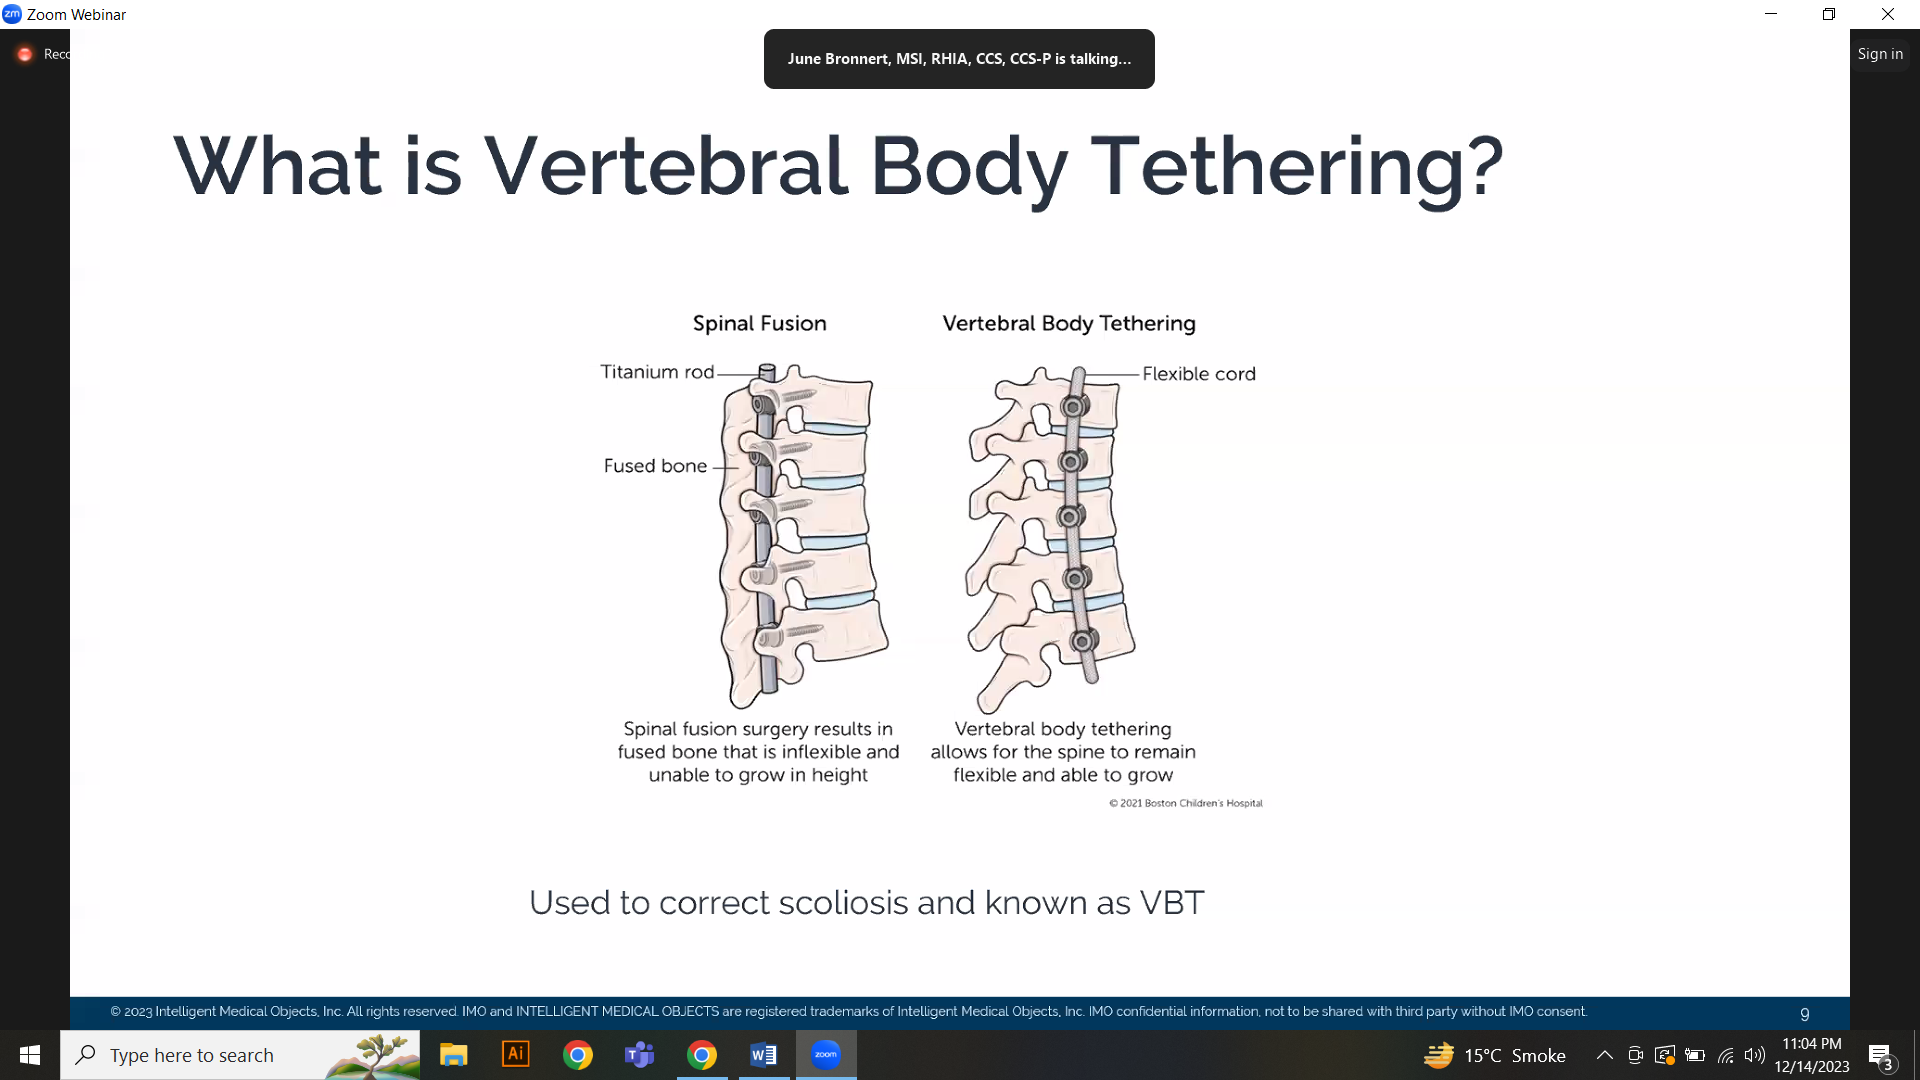 zm Zoom Webinar
Reco
June Bronnert, MSI, RHIA, CCS, CCS-P is talking...
Sign in
What is Vertebral Body Tethering?
Spinal Fusion
Vertebral Body Tethering
Titanium rod
Flexible cord
Fused bone
Spinal fusion surgery results in
fused bone that is inflexible and
unable to grow in height
Vertebral body tethering
allows for the spine to remain
flexible and able to grow
© 2021 Boston Children's Hospital
Used to correct scoliosis and known as VBT
© 2023 Intelligent Medical Objects, Inc. All rights reserved. IMO and INTELLIGENT MEDICAL OBJECTS are registered trademarks of Intelligent Medical Objects, Inc. IMO confidential information, not to be shared with third party without IMO consent.
9
Type here to search
Ai
T
W
zoom
15°C Smoke
11:04 PM
12/14/2023
3